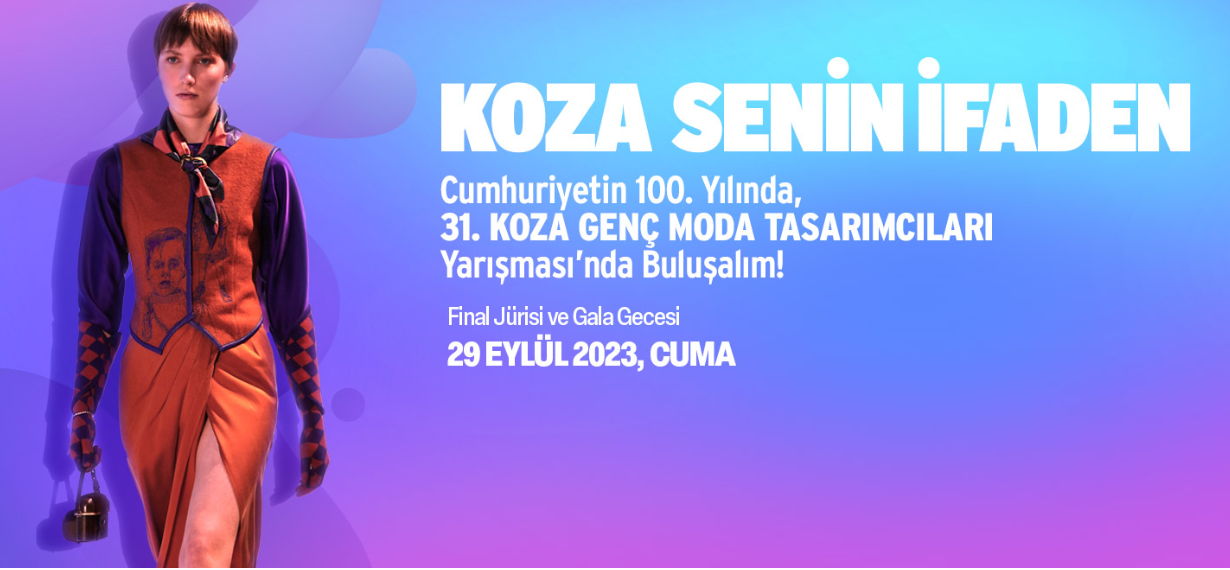 KOZA SENİN İFADEN
Cumhuriyetin 100. Yılında,
31. KOZA GENÇ MODA TASARIMCILARI
Yarışması'nda Buluşalım!
Final Jürisi ve Gala Gecesi
29 EYLÜL 2023, CUMA